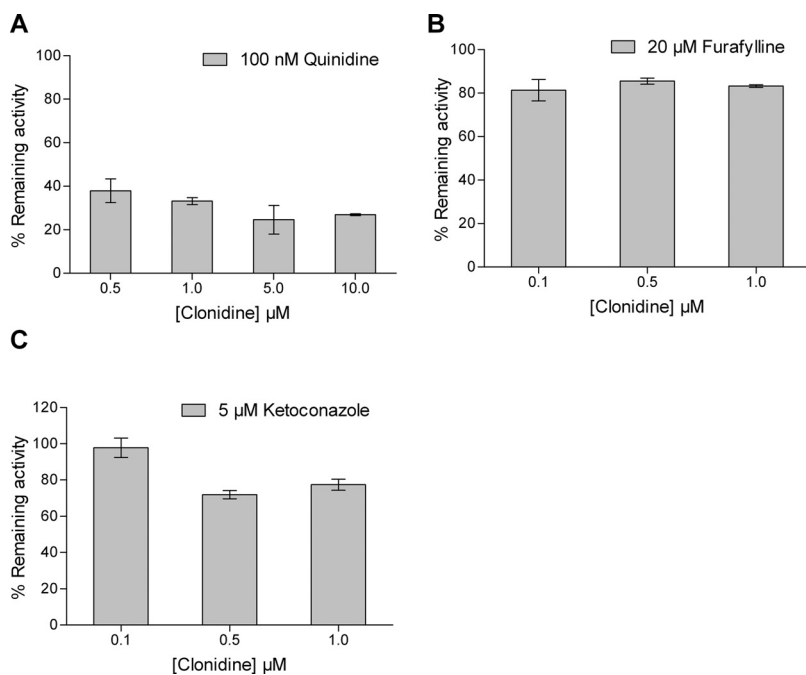 A
100 nM Quinidine
% Remaining activity
100
80
60
40
20
0
0.5 1.0 5.0 10.0
[Clonidine] µM
B
20 µM Furafylline
% Remaining activity
100
80
60
40
20
0
0.1 0.5 1.0
[Clonidine] µM
C
5 µM Ketoconazole
% Remaining activity
120
100
80
60
40
20
0
0.1 0.5 1.0
[Clonidine] µM